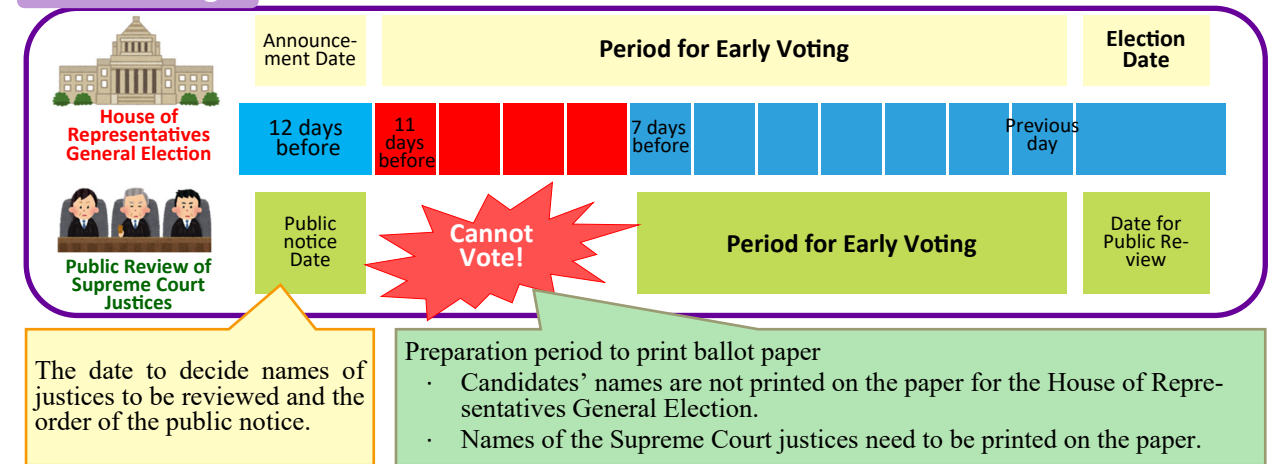 Announce-
ment Date
Period for Early Voting
Election
Date
House of
Representatives
General Election
12 days
before
11
days
before
7 days
before
Previous
day
Public Review of
Supreme Court
Justices
Public
notice
Date
Cannot
Vote!
Period for Early Voting
Date for
Public Re-
view
The date to decide names of
justices to be reviewed and the
order of the public notice.
Preparation period to print ballot paper
· Candidates’ names are not printed on the paper for the House of Repre-
sentatives General Election.
· Names of the Supreme Court justices need to be printed on the paper.